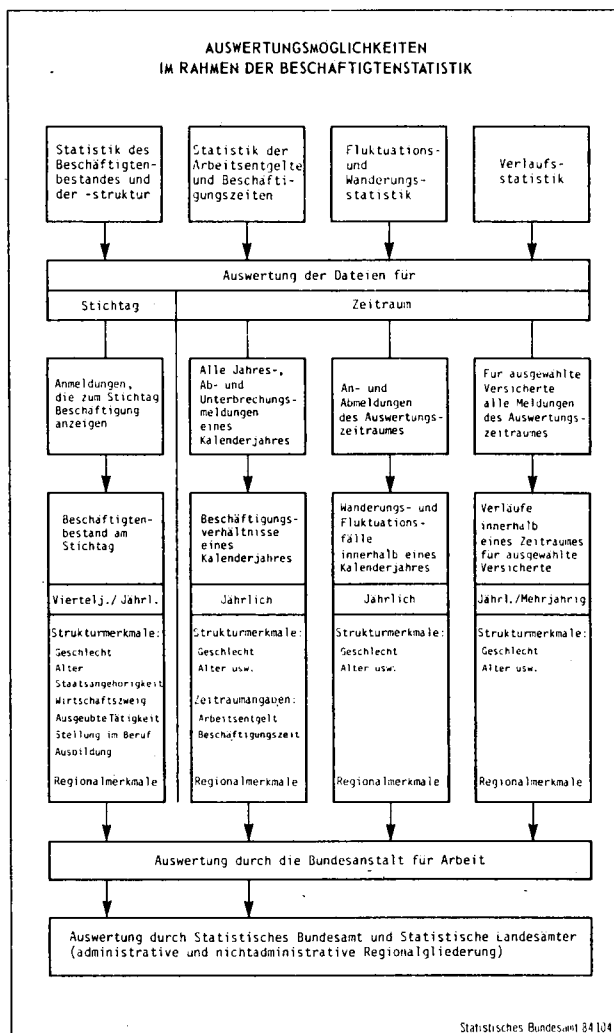 AUSWERTUNGSMÖGLICHKEITEN
IM RAHMEN DER BESCHÄFTIGTENSTATISTIK
Statistik des
Beschäftigten-
bestandes und
der -struktur
Statistik der
Arbeitsentgelte
und Beschäfti-
gungszeiten
Fluktuations-
und
Wanderungs-
statistik
Verlaufs-
statistik
Auswertung der Dateien für
Stichtag
Zeitraum
Anmeldungen,
die zum Stichtag
Beschäftigung
anzeigen
Alle Jahres-,
Ab- und
Unterbrechungs-
meldungen
eines
Kalenderjahres
An- und
Abmeldungen
des Auswertungs-
zeitraumes
Fur ausgewählte
Versicherte
alle Meldungen
des Auswertungs-
zeitraumes
Beschäftigten-
bestand am
Stichtag
Beschäftigungs-
verhältnisse
eines
Kalenderjahres
Wanderungs- und
Fluktuations-
fälle
innerhalb eines
Kalenderjahres
Verläufe
innerhalb
eines Zeitraumes
für ausgewählte
Versicherte
Viertelj./Jährl.
Jährlich
Jährlich
Jährl./Mehrjährig
Strukturmerkmale:
Geschlecht
Alter
Staatsangehörigkeit
Wirtschaftszweig
Ausgeubte Tätigkeit
Stellung im Beruf
Ausbildung
Regionalmerkmale
Strukturmerkmale:
Geschlecht
Alter usw.
Zeitraumangaben:
Arbeitsentgelt
Beschäftigungszeit
Regionalmerkmale
Strukturmerkmale:
Geschlecht
Alter usw.
Regionalmerkmale
Strukturmerkmale:
Geschlecht
Alter usw.
Regionalmerkmale
Auswertung durch die Bundesanstalt für Arbeit
Auswertung durch Statistisches Bundesamt und Statistische Landesämter
(administrative und nichtadministrative Regionalgliederung)
Statistisches Bundesamt 84 104